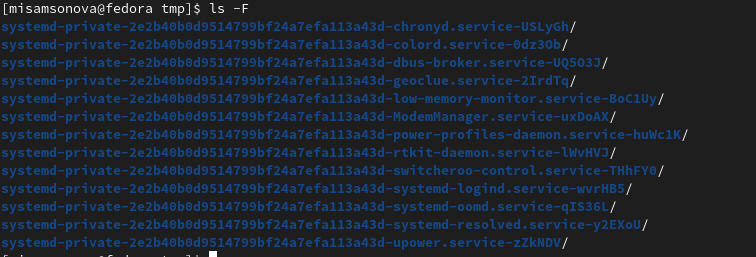 [misamsonova@fedora tmp]$ ls -F
systemd-private-2e2b40b0d9514799bf24a7efa113a43d-chronyd.service-USLyGh/
systemd-private-2e2b40b0d9514799bf24a7efa113a43d-colord.service-0dz3Ob/
systemd-private-2e2b40b0d9514799bf24a7efa113a43d-dbus-broker.service-UQ5O3J/
systemd-private-2e2b40b0d9514799bf24a7efa113a43d-geoclue.service-2IrdTq/
systemd-private-2e2b40b0d9514799bf24a7efa113a43d-low-memory-monitor.service-BoC1Uy/
systemd-private-2e2b40b0d9514799bf24a7efa113a43d-ModemManager.service-uxDoAX/
systemd-private-2e2b40b0d9514799bf24a7efa113a43d-power-profiles-daemon.service-huWc1K/
systemd-private-2e2b40b0d9514799bf24a7efa113a43d-rtkit-daemon.service-lWvHVJ/
systemd-private-2e2b40b0d9514799bf24a7efa113a43d-switcheroo-control.service-THhFY0/
systemd-private-2e2b40b0d9514799bf24a7efa113a43d-systemd-logind.service-wvrHB5/
systemd-private-2e2b40b0d9514799bf24a7efa113a43d-systemd-oomd.service-qIS36L/
systemd-private-2e2b40b0d9514799bf24a7efa113a43d-systemd-resolved.service-y2EXoU/
systemd-private-2e2b40b0d9514799bf24a7efa113a43d-upower.service-zZkNDV/